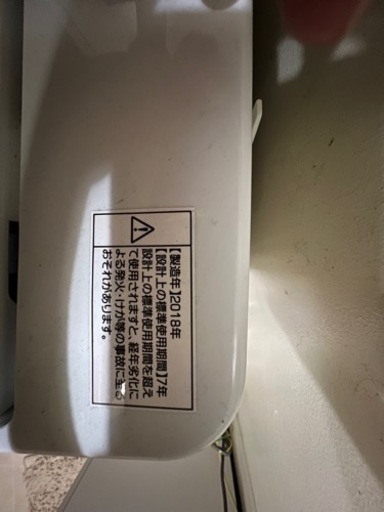 【製造年】2018年
【設計上の標準使用期間】7年
設計上の標準使用期間を超え
て使用されますと、経年劣化に
よる発火・けが等の事故に至る
おそれがあります。